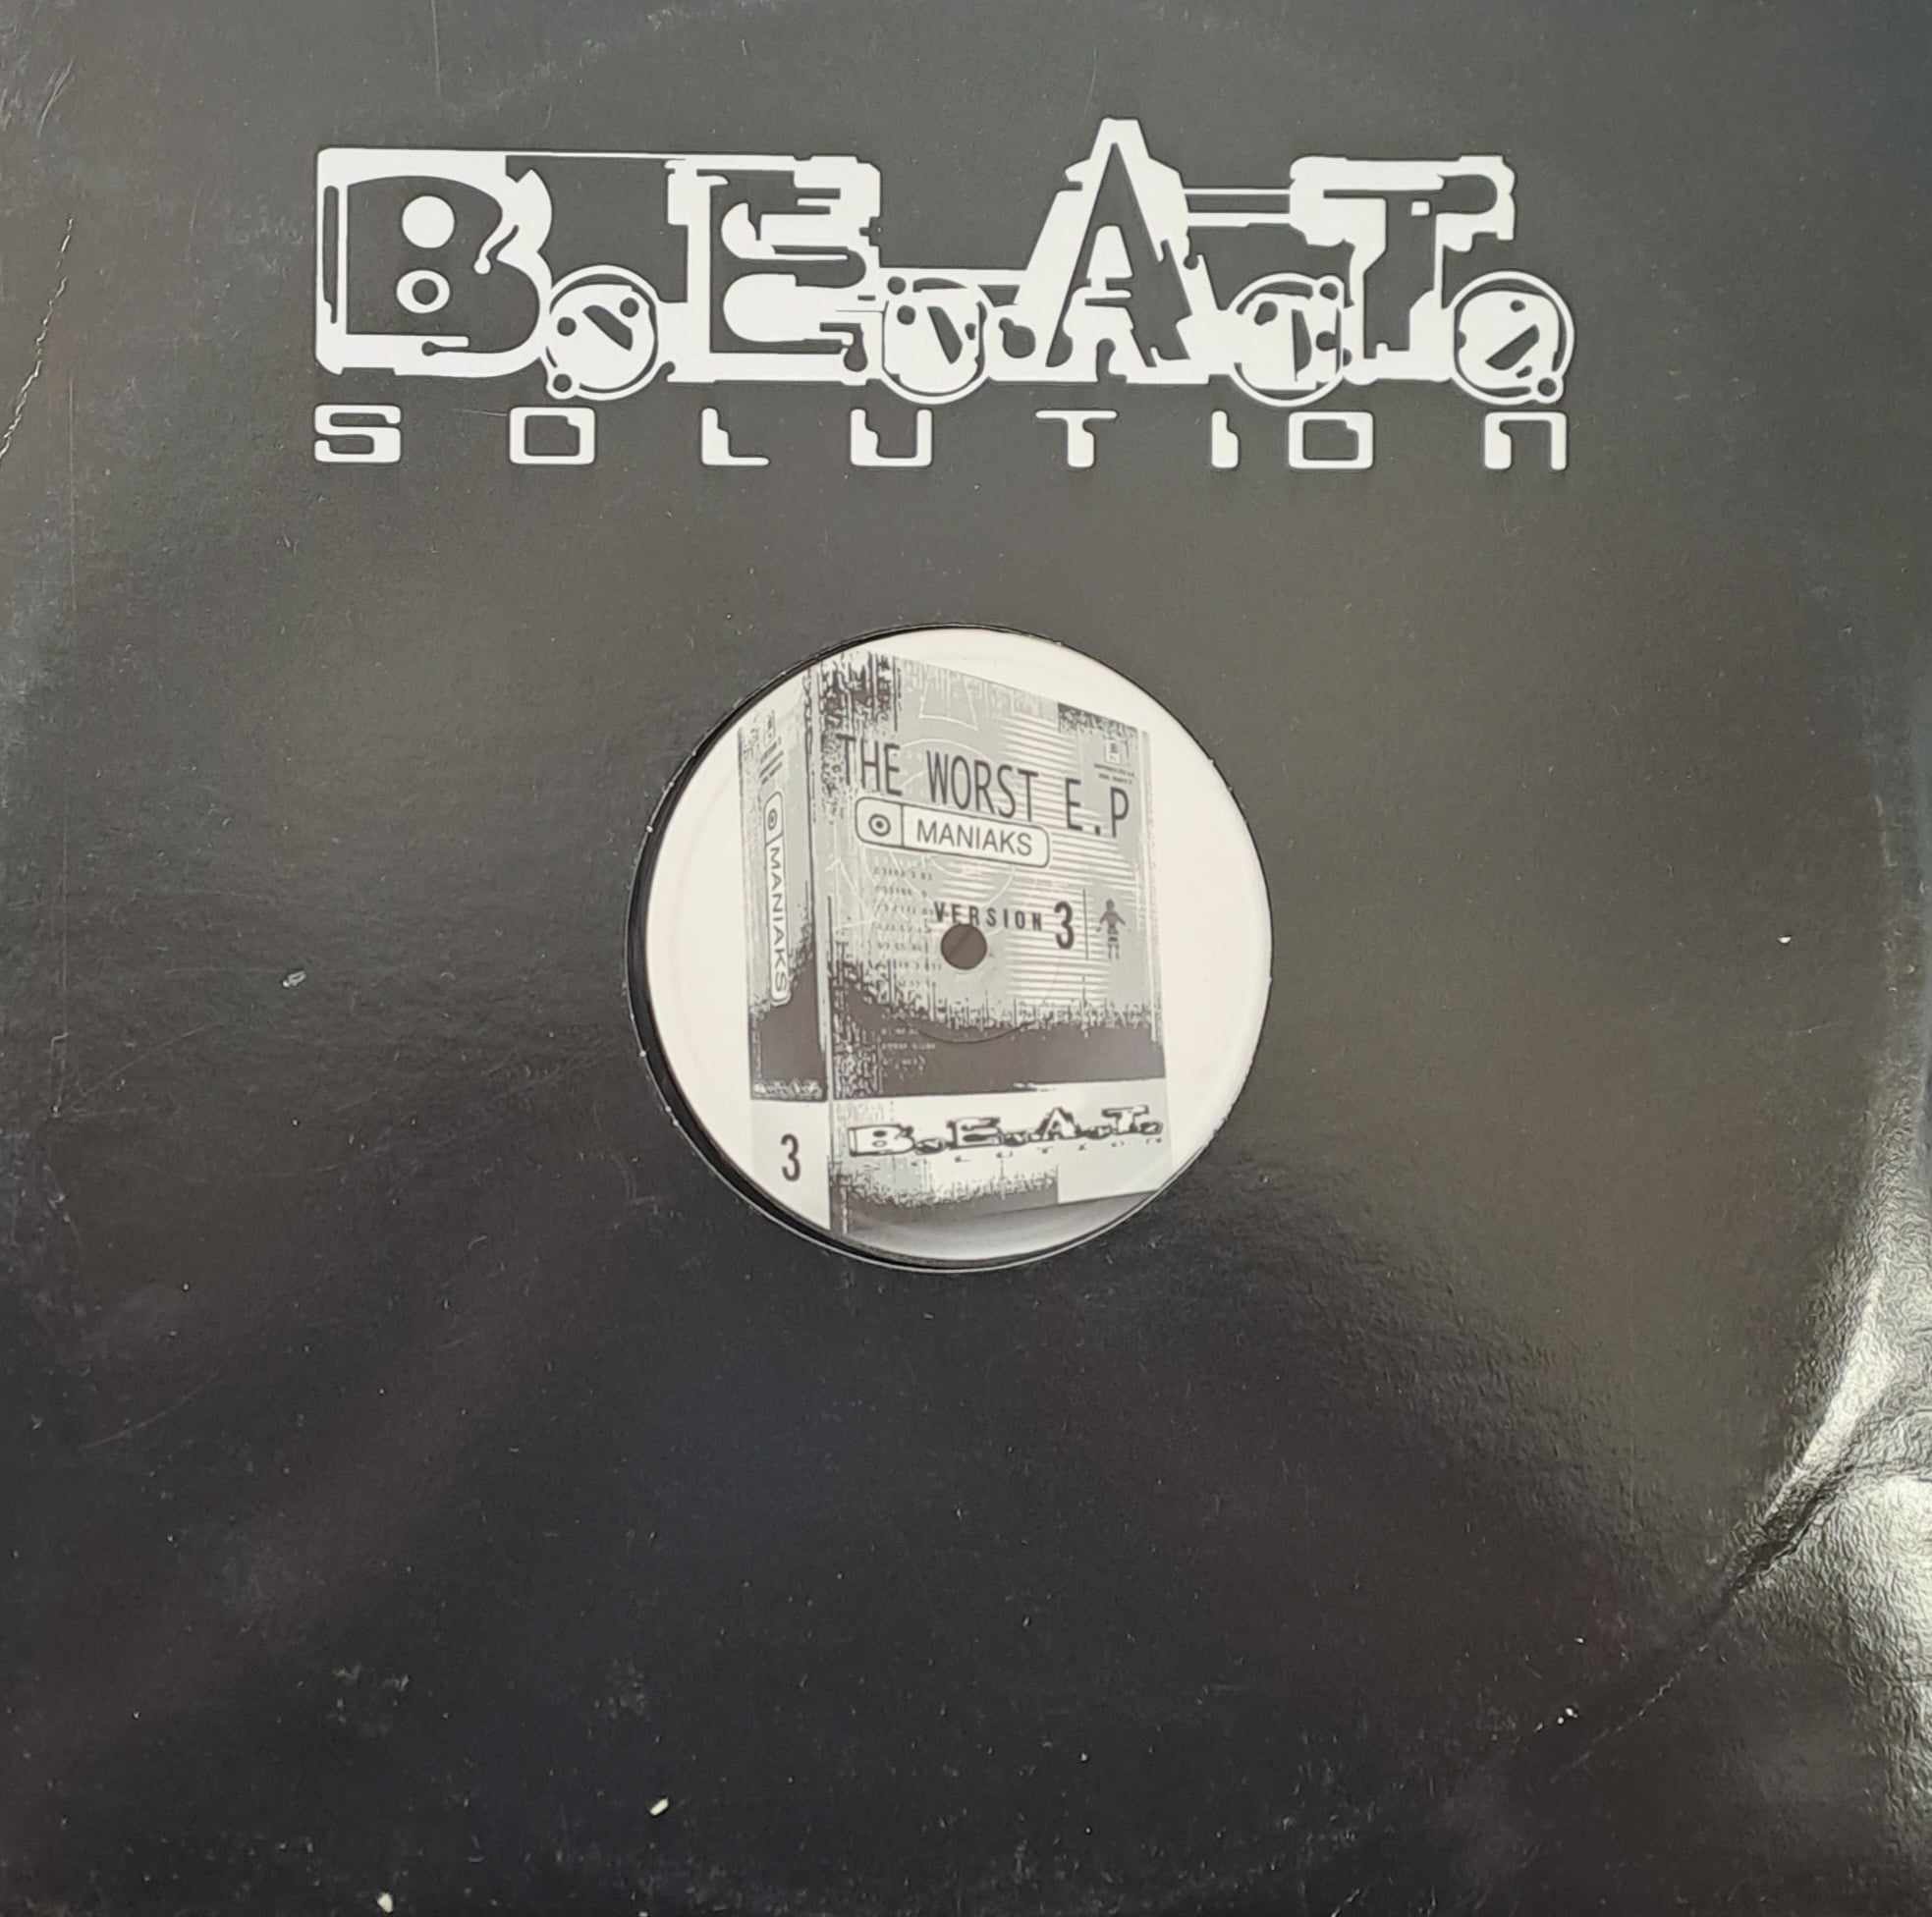 B.E.A.T.
SOLUTION
THE WORST E.P
MANIAKS
MANIAKS
VERSION 3
3
B.E.A.T.
SOLUTION